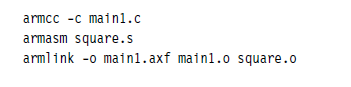 armcc -c main1.c
armasm square.s
armlink -o main1.axf main1.o square.o